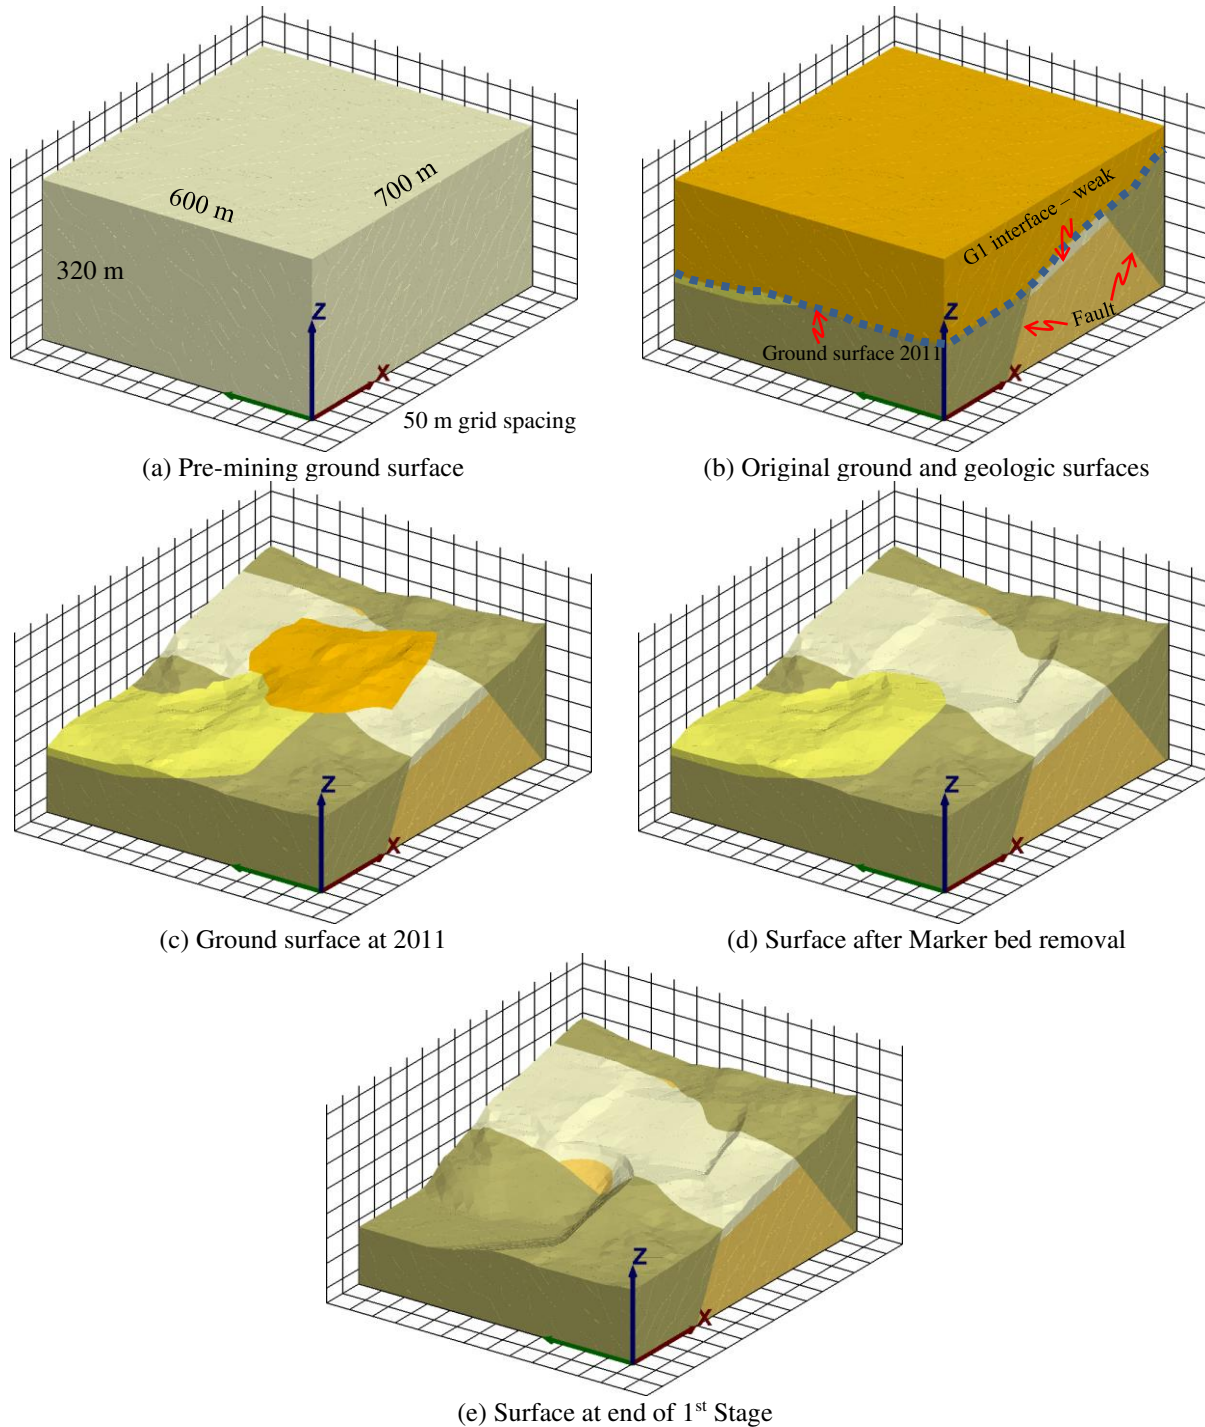 600 m
700 m
320 m
Z
X
50 m grid spacing
(a) Pre-mining ground surface
G1 interface – weak
Z
Fault
Ground surface 2011
X
(b) Original ground and geologic surfaces
Z
X
(c) Ground surface at 2011
Z
X
(d) Surface after Marker bed removal
Z
X
(e) Surface at end of 1st Stage